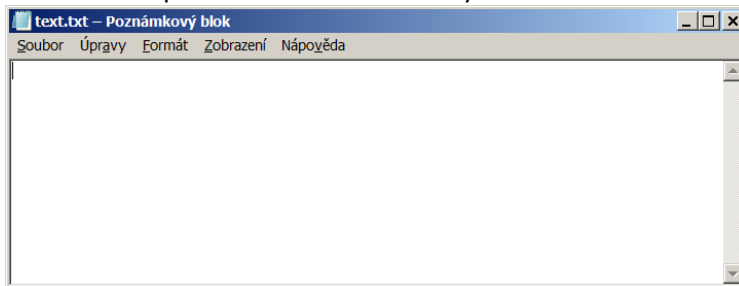 text.txt – Poznámkový blok
Soubor Úpravy Formát Zobrazení Nápověda